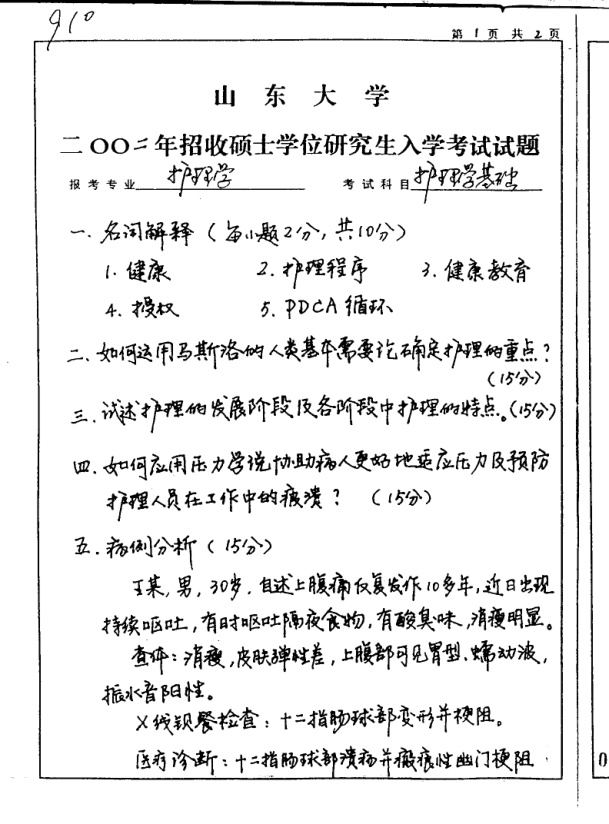 910
第1页 共2页
山东大学
二〇〇二年招收硕士学位研究生入学考试试题
报考专业 护理学 考试科目 护理学基础
一. 名词解释（每小题2分，共10分）
1. 健康 2. 护理程序 3. 健康教育
4. 授权 5. PDCA循环
二、如何运用马斯洛的人类基本需要论确定护理的重点？
（15分）
三. 试述护理的发展阶段及各阶段中护理的特点。（15分）
四. 如何应用压力学说协助病人更好地适应压力及预防
护理人员在工作中的疲溃？（15分）
五. 病例分析（15分）
王某，男，30岁，自述上腹痛反复发作10多年，近日出现
持续呕吐，有时呕吐隔夜食物，有酸臭味，消瘦明显。
查体：消瘦，皮肤弹性差，上腹部可见胃型、蠕动波，
振水音阳性。
X线钡餐检查：十二指肠球部变形并梗阻。
医疗诊断：十二指肠球部溃疡并瘢痕性幽门梗阻.
0